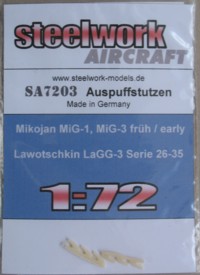 steelwork
AIRCRAFT
www.steelwork-models.de
SA7203 Auspuffstutzen
Made in Germany
Mikojan MiG-1, MiG-3 früh / early
Lawotschkin LaGG-3 Serie 26-35
1:72